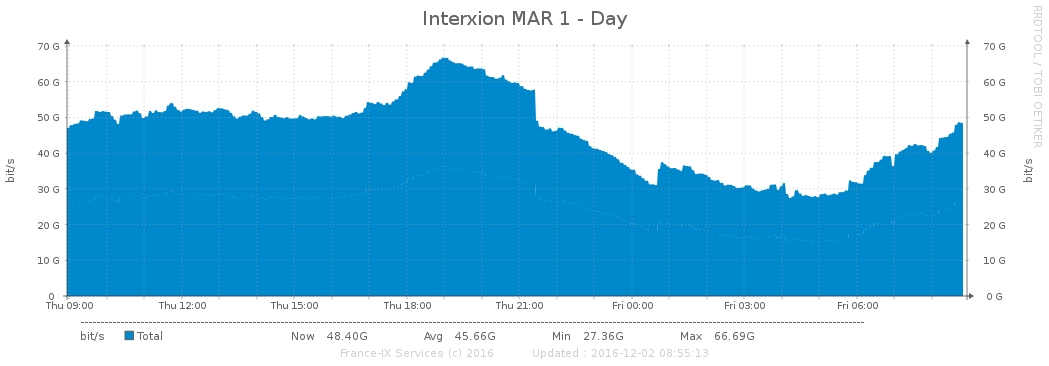 Interxion MAR 1 - Day
RRDTOOL / TOBI OETIKER
bit/s
bit/s
70 G 70 G
60 G 60 G
50 G 50 G
40 G 40 G
30 G 30 G
20 G 20 G
10 G 10 G
0 0 G
Thu 09:00 Thu 12:00 Thu 15:00 Thu 18:00 Thu 21:00 Fri 00:00 Fri 03:00 Fri 06:00
bit/s Total Now 48.40G Avg 45.66G Min 27.36G Max 66.69G
France-IX Services (c) 2016 Updated : 2016-12-02 08:55:13